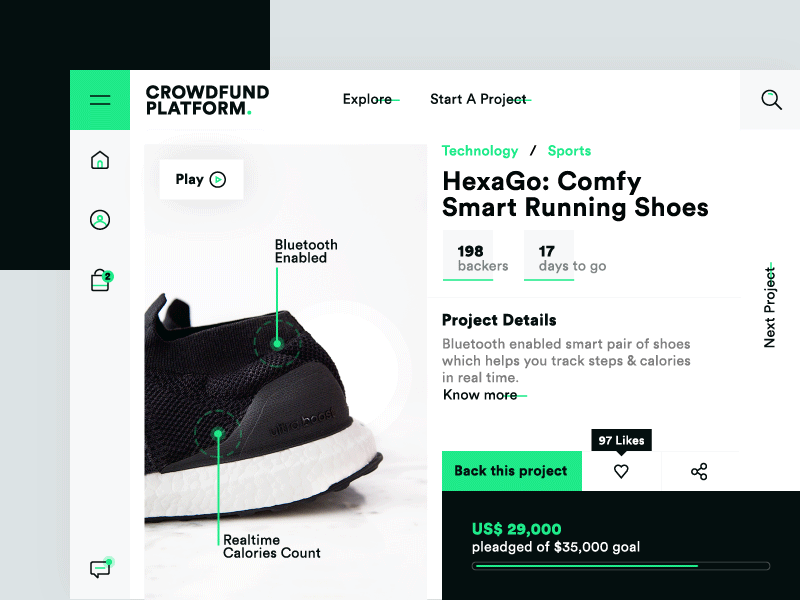 CROWDFUND
PLATFORM.
Explore
Start A Project
2
Play
Bluetooth
Enabled
Realtime
Calories Count
Technology / Sports
HexaGo: Comfy
Smart Running Shoes
198
backers
17
days to go
Project Details
Bluetooth enabled smart pair of shoes
which helps you track steps & calories
in real time.
Know more
97 Likes
Back this project
US$ 29,000
pleadged of $35,000 goal
Next Project